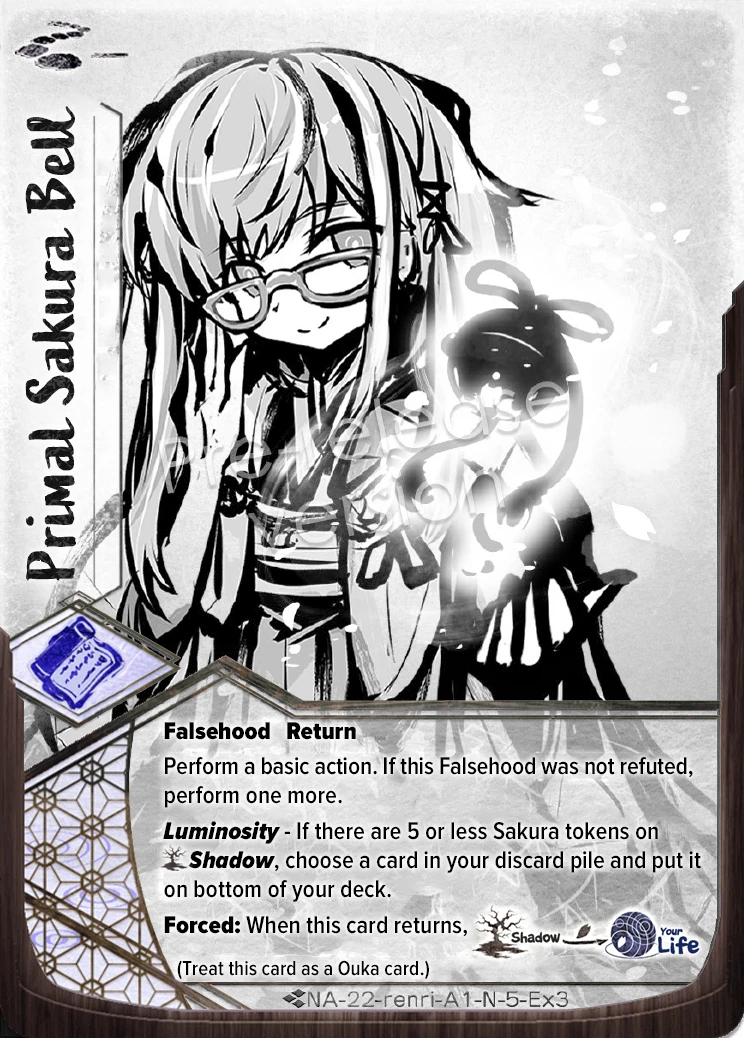 Primal Sakura Bell
Pre-release
version
Falsehood Return
Perform a basic action. If this Falsehood was not refuted,
perform one more.
Luminosity - If there are 5 or less Sakura tokens on
Shadow, choose a card in your discard pile and put it
on bottom of your deck.
Forced: When this card returns, Shadow Your Life
(Treat this card as a Ouka card.)
NA-22-renri-A1-N-5-Ex3